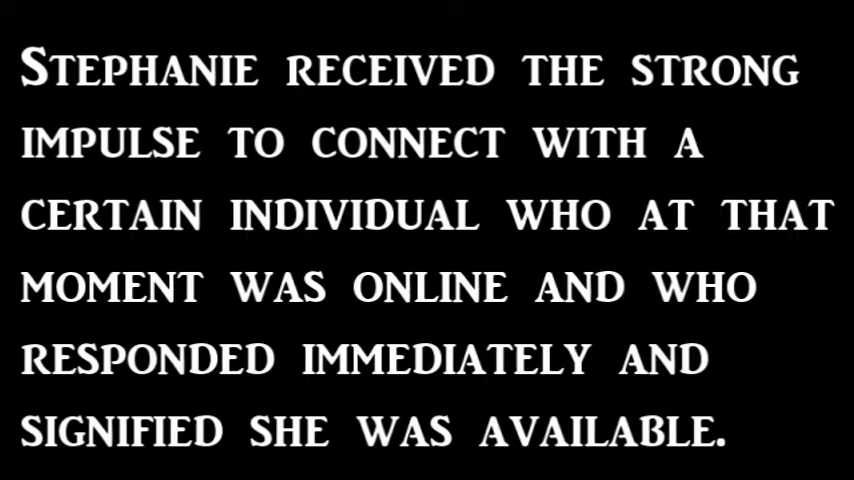 Stephanie received the strong
impulse to connect with a
certain individual who at that
moment was online and who
responded immediately and
signified she was available.